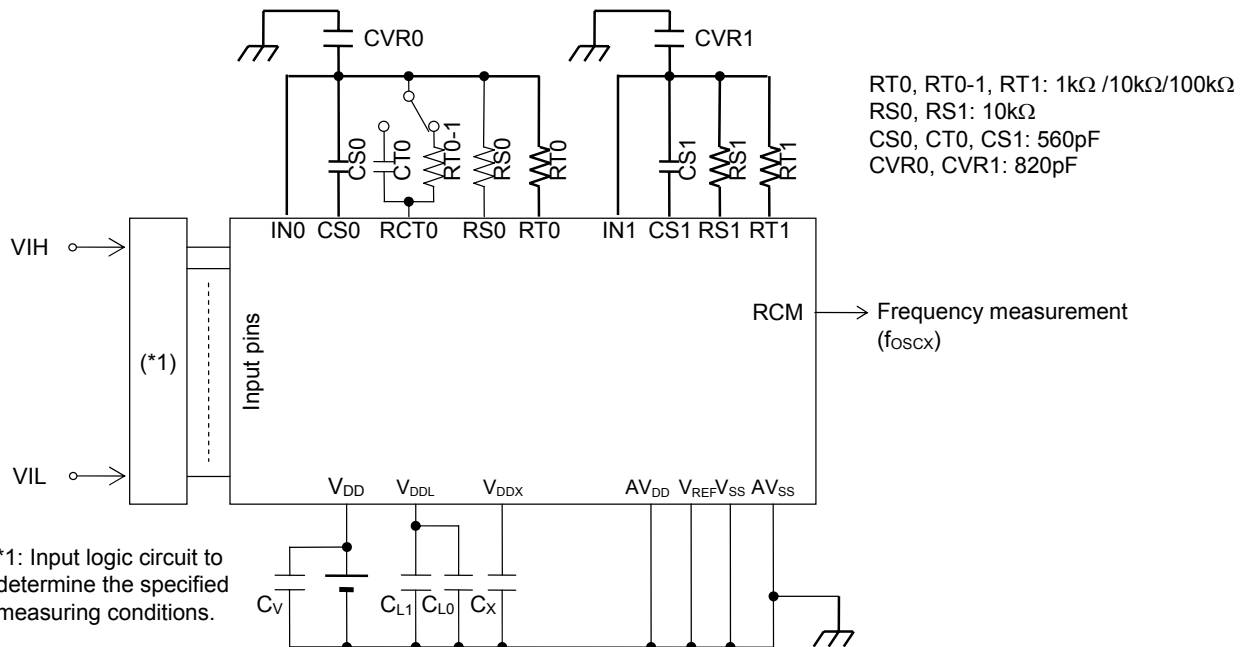 CVR0
CVR1
RT0, RT0-1, RT1: 1kΩ /10kΩ/100kΩ
RS0, RS1: 10kΩ
CS0, CT0, CS1: 560pF
CVR0, CVR1: 820pF
CS0
CT0
RT0-1
RS0
RT0
CS1
RS1
RT1
IN0 CS0 RCT0 RS0 RT0 IN1 CS1 RS1 RT1
VIH
(*1)
Input pins
RCM
Frequency measurement
(fOSCX)
VIL
VDD VDDL VDDX AVDD VREF VSS AVSS
*1: Input logic circuit to
determine the specified
measuring conditions.
CV CL1 CL0 CX